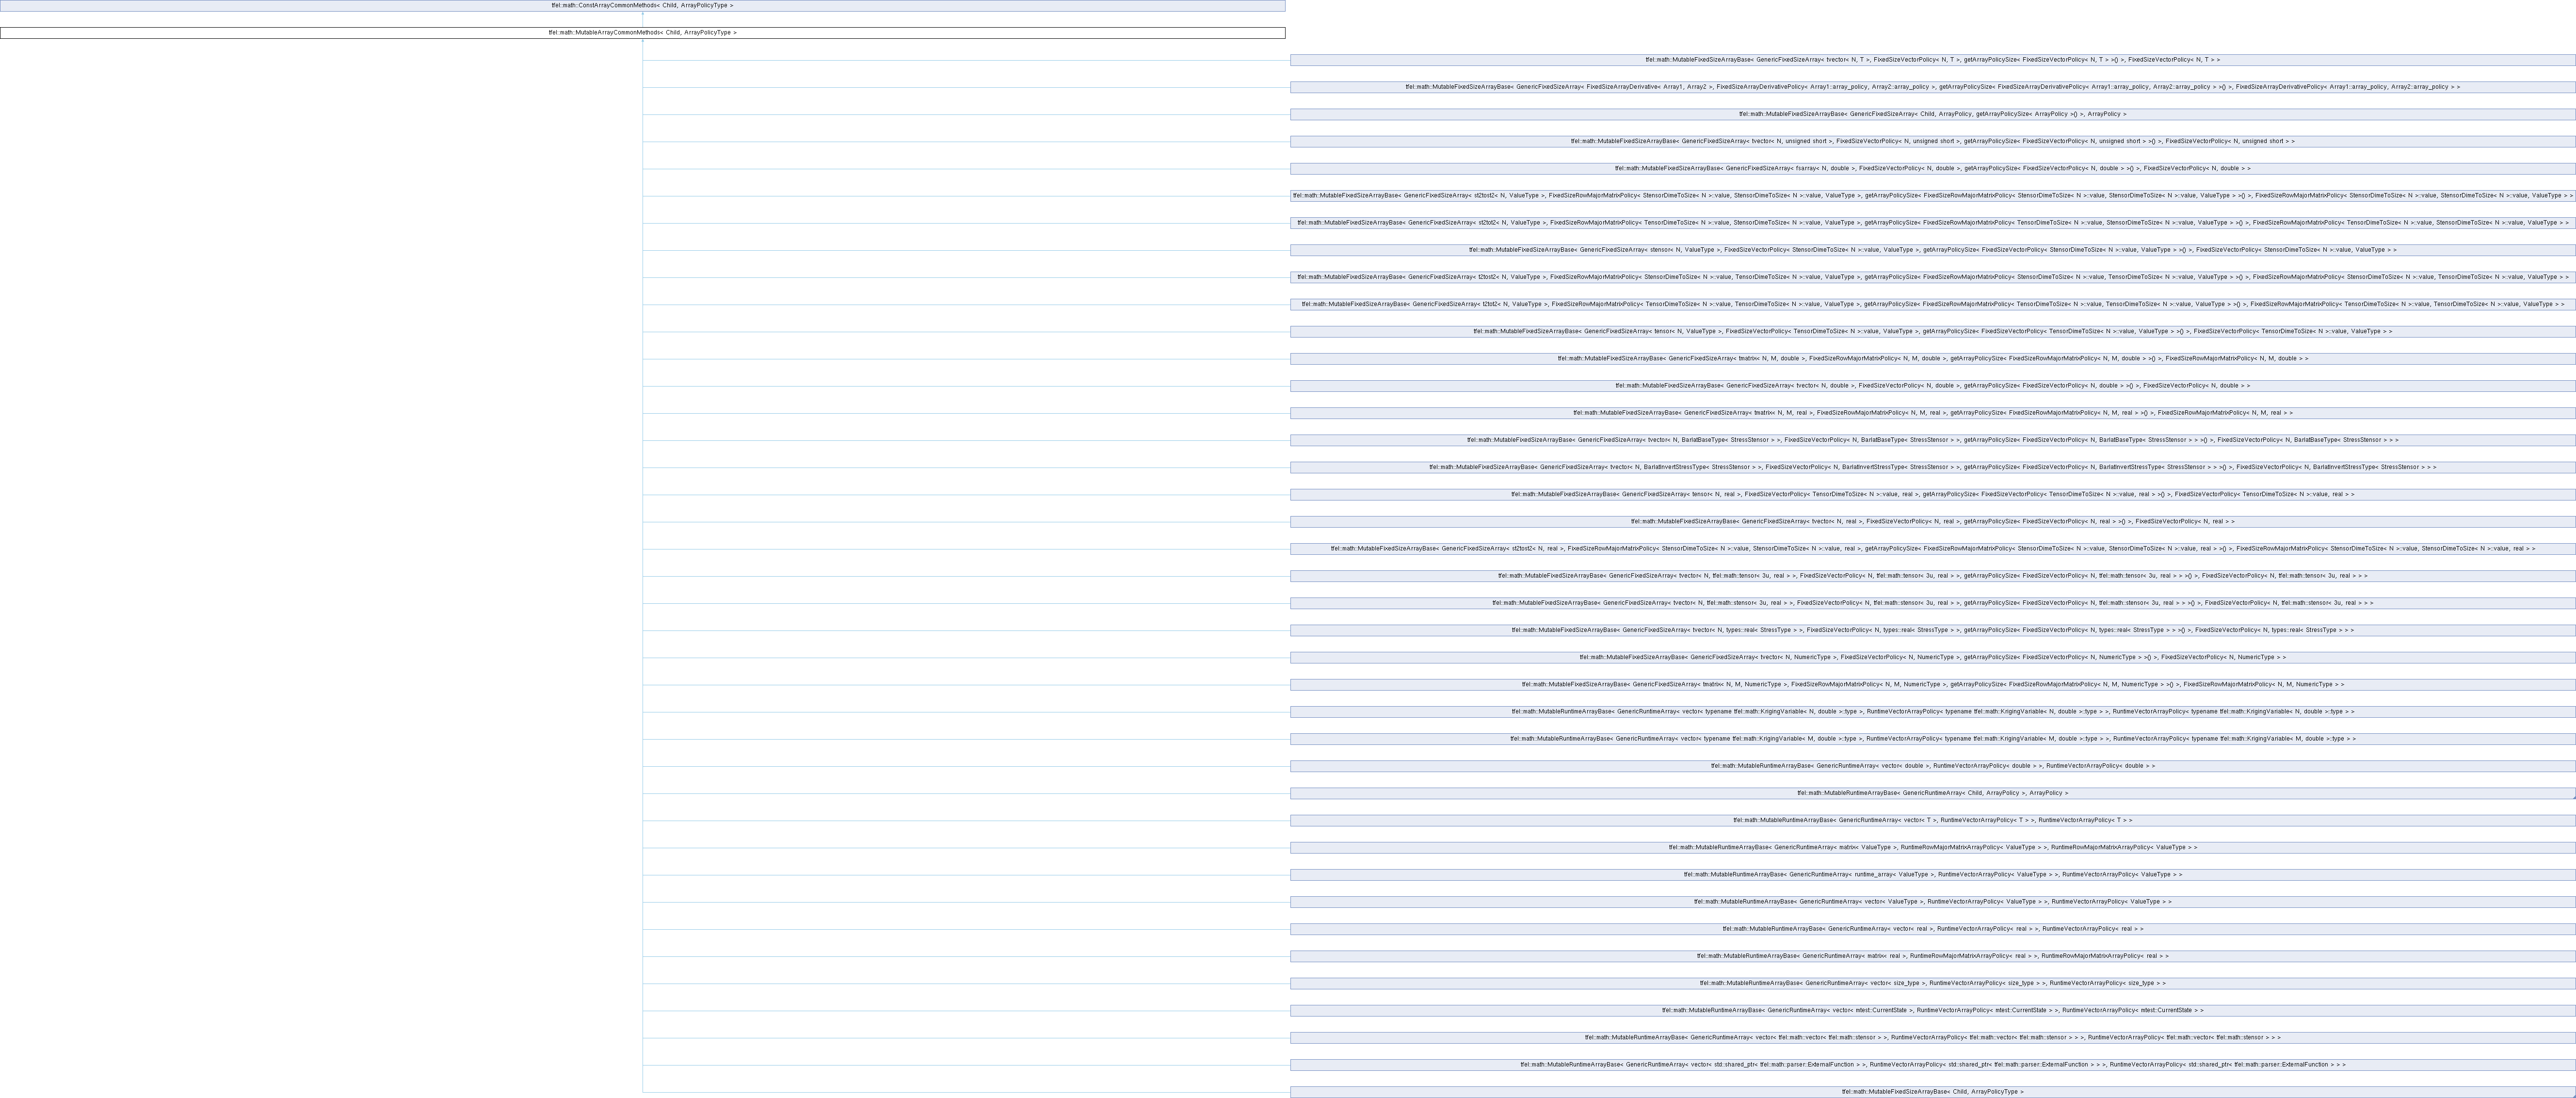 tfel::math::ConstArrayCommonMethods< Child, ArrayPolicyType >
tfel::math::MutableArrayCommonMethods< Child, ArrayPolicyType >
tfel::math::MutableFixedSizeArrayBase< GenericFixedSizeArray< tvector< N, T >, FixedSizeVectorPolicy< N, T >, getArrayPolicySize< FixedSizeVectorPolicy< N, T > >() >, FixedSizeVectorPolicy< N, T > >
tfel::math::MutableFixedSizeArrayBase< GenericFixedSizeArray< FixedSizeArrayDerivative< Array1, Array2 >, FixedSizeArrayDerivativePolicy< Array1::array_policy, Array2::array_policy >, getArrayPolicySize< FixedSizeArrayDerivativePolicy< Array1::array_policy, Array2::array_policy > >() >, FixedSizeArrayDerivativePolicy< Array1::array_policy, Array2::array_policy > >
tfel::math::MutableFixedSizeArrayBase< GenericFixedSizeArray< Child, ArrayPolicy, getArrayPolicySize< ArrayPolicy >() >, ArrayPolicy >
tfel::math::MutableFixedSizeArrayBase< GenericFixedSizeArray< tvector< N, unsigned short >, FixedSizeVectorPolicy< N, unsigned short >, getArrayPolicySize< FixedSizeVectorPolicy< N, unsigned short > >() >, FixedSizeVectorPolicy< N, unsigned short > >
tfel::math::MutableFixedSizeArrayBase< GenericFixedSizeArray< fsarray< N, double >, FixedSizeVectorPolicy< N, double >, getArrayPolicySize< FixedSizeVectorPolicy< N, double > >() >, FixedSizeVectorPolicy< N, double > >
tfel::math::MutableFixedSizeArrayBase< GenericFixedSizeArray< st2tost2< N, ValueType >, FixedSizeRowMajorMatrixPolicy< StensorDimeToSize< N >::value, StensorDimeToSize< N >::value, ValueType >, getArrayPolicySize< FixedSizeRowMajorMatrixPolicy< StensorDimeToSize< N >::value, StensorDimeToSize< N >::value, ValueType > >() >, FixedSizeRowMajorMatrixPolicy< StensorDimeToSize< N >::value, StensorDimeToSize< N >::value, ValueType > >
tfel::math::MutableFixedSizeArrayBase< GenericFixedSizeArray< st2tot2< N, ValueType >, FixedSizeRowMajorMatrixPolicy< TensorDimeToSize< N >::value, StensorDimeToSize< N >::value, ValueType >, getArrayPolicySize< FixedSizeRowMajorMatrixPolicy< TensorDimeToSize< N >::value, StensorDimeToSize< N >::value, ValueType > >() >, FixedSizeRowMajorMatrixPolicy< TensorDimeToSize< N >::value, StensorDimeToSize< N >::value, ValueType > >
tfel::math::MutableFixedSizeArrayBase< GenericFixedSizeArray< stensor< N, ValueType >, FixedSizeVectorPolicy< StensorDimeToSize< N >::value, ValueType >, getArrayPolicySize< FixedSizeVectorPolicy< StensorDimeToSize< N >::value, ValueType > >() >, FixedSizeVectorPolicy< StensorDimeToSize< N >::value, ValueType > >
tfel::math::MutableFixedSizeArrayBase< GenericFixedSizeArray< t2tost2< N, ValueType >, FixedSizeRowMajorMatrixPolicy< StensorDimeToSize< N >::value, TensorDimeToSize< N >::value, ValueType >, getArrayPolicySize< FixedSizeRowMajorMatrixPolicy< StensorDimeToSize< N >::value, TensorDimeToSize< N >::value, ValueType > >() >, FixedSizeRowMajorMatrixPolicy< StensorDimeToSize< N >::value, TensorDimeToSize< N >::value, ValueType > >
tfel::math::MutableFixedSizeArrayBase< GenericFixedSizeArray< t2tot2< N, ValueType >, FixedSizeRowMajorMatrixPolicy< TensorDimeToSize< N >::value, TensorDimeToSize< N >::value, ValueType >, getArrayPolicySize< FixedSizeRowMajorMatrixPolicy< TensorDimeToSize< N >::value, TensorDimeToSize< N >::value, ValueType > >() >, FixedSizeRowMajorMatrixPolicy< TensorDimeToSize< N >::value, TensorDimeToSize< N >::value, ValueType > >
tfel::math::MutableFixedSizeArrayBase< GenericFixedSizeArray< tensor< N, ValueType >, FixedSizeVectorPolicy< TensorDimeToSize< N >::value, ValueType >, getArrayPolicySize< FixedSizeVectorPolicy< TensorDimeToSize< N >::value, ValueType > >() >, FixedSizeVectorPolicy< TensorDimeToSize< N >::value, ValueType > >
tfel::math::MutableFixedSizeArrayBase< GenericFixedSizeArray< tmatrix< N, M, double >, FixedSizeRowMajorMatrixPolicy< N, M, double >, getArrayPolicySize< FixedSizeRowMajorMatrixPolicy< N, M, double > >() >, FixedSizeRowMajorMatrixPolicy< N, M, double > >
tfel::math::MutableFixedSizeArrayBase< GenericFixedSizeArray< tvector< N, double >, FixedSizeVectorPolicy< N, double >, getArrayPolicySize< FixedSizeVectorPolicy< N, double > >() >, FixedSizeVectorPolicy< N, double > >
tfel::math::MutableFixedSizeArrayBase< GenericFixedSizeArray< tmatrix< N, M, real >, FixedSizeRowMajorMatrixPolicy< N, M, real >, getArrayPolicySize< FixedSizeRowMajorMatrixPolicy< N, M, real > >() >, FixedSizeRowMajorMatrixPolicy< N, M, real > >
tfel::math::MutableFixedSizeArrayBase< GenericFixedSizeArray< tvector< N, BarlatBaseType< StressStensor > >, FixedSizeVectorPolicy< N, BarlatBaseType< StressStensor > >, getArrayPolicySize< FixedSizeVectorPolicy< N, BarlatBaseType< StressStensor > > >() >, FixedSizeVectorPolicy< N, BarlatBaseType< StressStensor > > >
tfel::math::MutableFixedSizeArrayBase< GenericFixedSizeArray< tvector< N, BarlatInvertStressType< StressStensor > >, FixedSizeVectorPolicy< N, BarlatInvertStressType< StressStensor > >, getArrayPolicySize< FixedSizeVectorPolicy< N, BarlatInvertStressType< StressStensor > > >() >, FixedSizeVectorPolicy< N, BarlatInvertStressType< StressStensor > > >
tfel::math::MutableFixedSizeArrayBase< GenericFixedSizeArray< tensor< N, real >, FixedSizeVectorPolicy< TensorDimeToSize< N >::value, real >, getArrayPolicySize< FixedSizeVectorPolicy< TensorDimeToSize< N >::value, real > >() >, FixedSizeVectorPolicy< TensorDimeToSize< N >::value, real > >
tfel::math::MutableFixedSizeArrayBase< GenericFixedSizeArray< tvector< N, real >, FixedSizeVectorPolicy< N, real >, getArrayPolicySize< FixedSizeVectorPolicy< N, real > >() >, FixedSizeVectorPolicy< N, real > >
tfel::math::MutableFixedSizeArrayBase< GenericFixedSizeArray< st2tost2< N, real >, FixedSizeRowMajorMatrixPolicy< StensorDimeToSize< N >::value, StensorDimeToSize< N >::value, real >, getArrayPolicySize< FixedSizeRowMajorMatrixPolicy< StensorDimeToSize< N >::value, StensorDimeToSize< N >::value, real > >() >, FixedSizeRowMajorMatrixPolicy< StensorDimeToSize< N >::value, StensorDimeToSize< N >::value, real > >
tfel::math::MutableFixedSizeArrayBase< GenericFixedSizeArray< tvector< N, tfel::math::tensor< 3u, real > >, FixedSizeVectorPolicy< N, tfel::math::tensor< 3u, real > >, getArrayPolicySize< FixedSizeVectorPolicy< N, tfel::math::tensor< 3u, real > > >() >, FixedSizeVectorPolicy< N, tfel::math::tensor< 3u, real > > >
tfel::math::MutableFixedSizeArrayBase< GenericFixedSizeArray< tvector< N, tfel::math::stensor< 3u, real > >, FixedSizeVectorPolicy< N, tfel::math::stensor< 3u, real > >, getArrayPolicySize< FixedSizeVectorPolicy< N, tfel::math::stensor< 3u, real > > >() >, FixedSizeVectorPolicy< N, tfel::math::stensor< 3u, real > > >
tfel::math::MutableFixedSizeArrayBase< GenericFixedSizeArray< tvector< N, types::real< StressType > >, FixedSizeVectorPolicy< N, types::real< StressType > >, getArrayPolicySize< FixedSizeVectorPolicy< N, types::real< StressType > > >() >, FixedSizeVectorPolicy< N, types::real< StressType > > >
tfel::math::MutableFixedSizeArrayBase< GenericFixedSizeArray< tvector< N, NumericType >, FixedSizeVectorPolicy< N, NumericType >, getArrayPolicySize< FixedSizeVectorPolicy< N, NumericType > >() >, FixedSizeVectorPolicy< N, NumericType > >
tfel::math::MutableFixedSizeArrayBase< GenericFixedSizeArray< tmatrix< N, M, NumericType >, FixedSizeRowMajorMatrixPolicy< N, M, NumericType >, getArrayPolicySize< FixedSizeRowMajorMatrixPolicy< N, M, NumericType > >() >, FixedSizeRowMajorMatrixPolicy< N, M, NumericType > >
tfel::math::MutableRuntimeArrayBase< GenericRuntimeArray< vector< typename tfel::math::KrigingVariable< N, double >::type >, RuntimeVectorArrayPolicy< typename tfel::math::KrigingVariable< N, double >::type > >, RuntimeVectorArrayPolicy< typename tfel::math::KrigingVariable< N, double >::type > >
tfel::math::MutableRuntimeArrayBase< GenericRuntimeArray< vector< typename tfel::math::KrigingVariable< M, double >::type >, RuntimeVectorArrayPolicy< typename tfel::math::KrigingVariable< M, double >::type > >, RuntimeVectorArrayPolicy< typename tfel::math::KrigingVariable< M, double >::type > >
tfel::math::MutableRuntimeArrayBase< GenericRuntimeArray< vector< double >, RuntimeVectorArrayPolicy< double > >, RuntimeVectorArrayPolicy< double > >
tfel::math::MutableRuntimeArrayBase< GenericRuntimeArray< Child, ArrayPolicy >, ArrayPolicy >
tfel::math::MutableRuntimeArrayBase< GenericRuntimeArray< vector< T >, RuntimeVectorArrayPolicy< T > >, RuntimeVectorArrayPolicy< T > >
tfel::math::MutableRuntimeArrayBase< GenericRuntimeArray< matrix< ValueType >, RuntimeRowMajorMatrixArrayPolicy< ValueType > >, RuntimeRowMajorMatrixArrayPolicy< ValueType > >
tfel::math::MutableRuntimeArrayBase< GenericRuntimeArray< runtime_array< ValueType >, RuntimeVectorArrayPolicy< ValueType > >, RuntimeVectorArrayPolicy< ValueType > >
tfel::math::MutableRuntimeArrayBase< GenericRuntimeArray< vector< ValueType >, RuntimeVectorArrayPolicy< ValueType > >, RuntimeVectorArrayPolicy< ValueType > >
tfel::math::MutableRuntimeArrayBase< GenericRuntimeArray< vector< real >, RuntimeVectorArrayPolicy< real > >, RuntimeVectorArrayPolicy< real > >
tfel::math::MutableRuntimeArrayBase< GenericRuntimeArray< matrix< real >, RuntimeRowMajorMatrixArrayPolicy< real > >, RuntimeRowMajorMatrixArrayPolicy< real > >
tfel::math::MutableRuntimeArrayBase< GenericRuntimeArray< vector< size_type >, RuntimeVectorArrayPolicy< size_type > >, RuntimeVectorArrayPolicy< size_type > >
tfel::math::MutableRuntimeArrayBase< GenericRuntimeArray< vector< mtest::CurrentState >, RuntimeVectorArrayPolicy< mtest::CurrentState > >, RuntimeVectorArrayPolicy< mtest::CurrentState > >
tfel::math::MutableRuntimeArrayBase< GenericRuntimeArray< vector< tfel::math::vector< tfel::math::stensor > >, RuntimeVectorArrayPolicy< tfel::math::vector< tfel::math::stensor > > >, RuntimeVectorArrayPolicy< tfel::math::vector< tfel::math::stensor > > >
tfel::math::MutableRuntimeArrayBase< GenericRuntimeArray< vector< std::shared_ptr< tfel::math::parser::ExternalFunction > >, RuntimeVectorArrayPolicy< std::shared_ptr< tfel::math::parser::ExternalFunction > > >, RuntimeVectorArrayPolicy< std::shared_ptr< tfel::math::parser::ExternalFunction > > >
tfel::math::MutableFixedSizeArrayBase< Child, ArrayPolicyType >